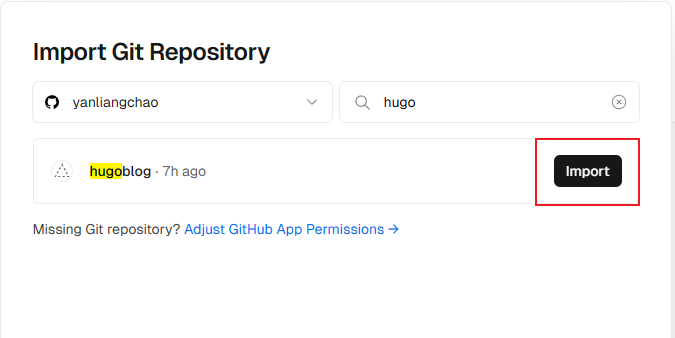 Import Git Repository
yanliangchao
hugo
hugoblog · 7h ago
Import
Missing Git repository? Adjust GitHub App Permissions →